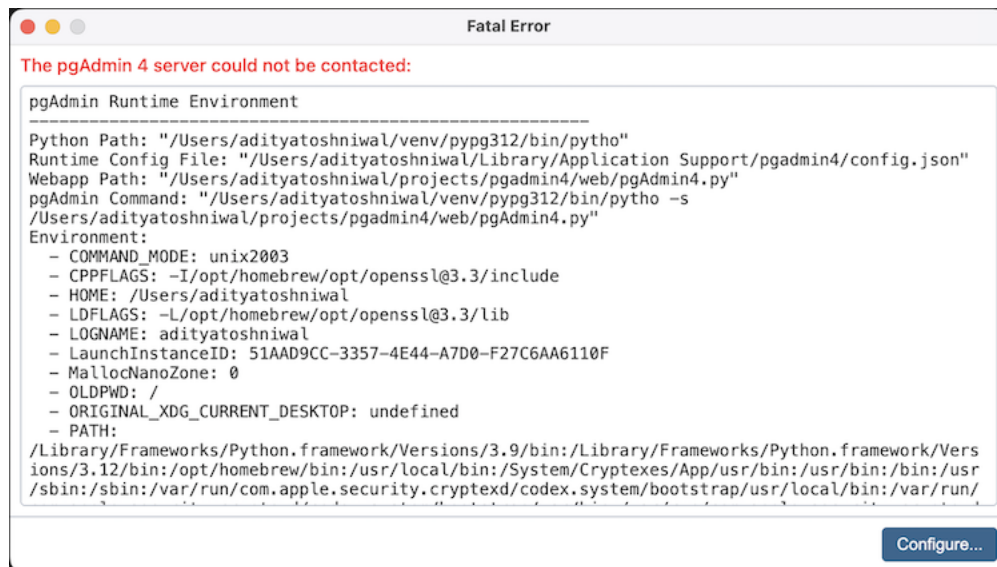 Fatal Error
The pgAdmin 4 server could not be contacted:
pgAdmin Runtime Environment
--------------------------------------------------------
Python Path: "/Users/adityatoshniwal/venv/pypg312/bin/pytho"
Runtime Config File: "/Users/adityatoshniwal/Library/Application Support/pgadmin4/config.json"
Webapp Path: "/Users/adityatoshniwal/projects/pgadmin4/web/pgAdmin4.py"
pgAdmin Command: "/Users/adityatoshniwal/venv/pypg312/bin/pytho -s
/Users/adityatoshniwal/projects/pgadmin4/web/pgAdmin4.py"
Environment:
- COMMAND_MODE: unix2003
- CPPFLAGS: -I/opt/homebrew/opt/openssl@3.3/include
- HOME: /Users/adityatoshniwal
- LDFLAGS: -L/opt/homebrew/opt/openssl@3.3/lib
- LOGNAME: adityatoshniwal
- LaunchInstanceID: 51AAD9CC-3357-4E44-A7D0-F27C6AA6110F
- MallocNanoZone: 0
- OLDPWD: /
- ORIGINAL_XDG_CURRENT_DESKTOP: undefined
- PATH:
/Library/Frameworks/Python.framework/Versions/3.9/bin:/Library/Frameworks/Python.framework/Vers
ions/3.12/bin:/opt/homebrew/bin:/usr/local/bin:/System/Cryptexes/App/usr/bin:/usr/bin:/bin:/usr
/sbin:/sbin:/var/run/com.apple.security.cryptexd/codex.system/bootstrap/usr/local/bin:/var/run/
Configure...